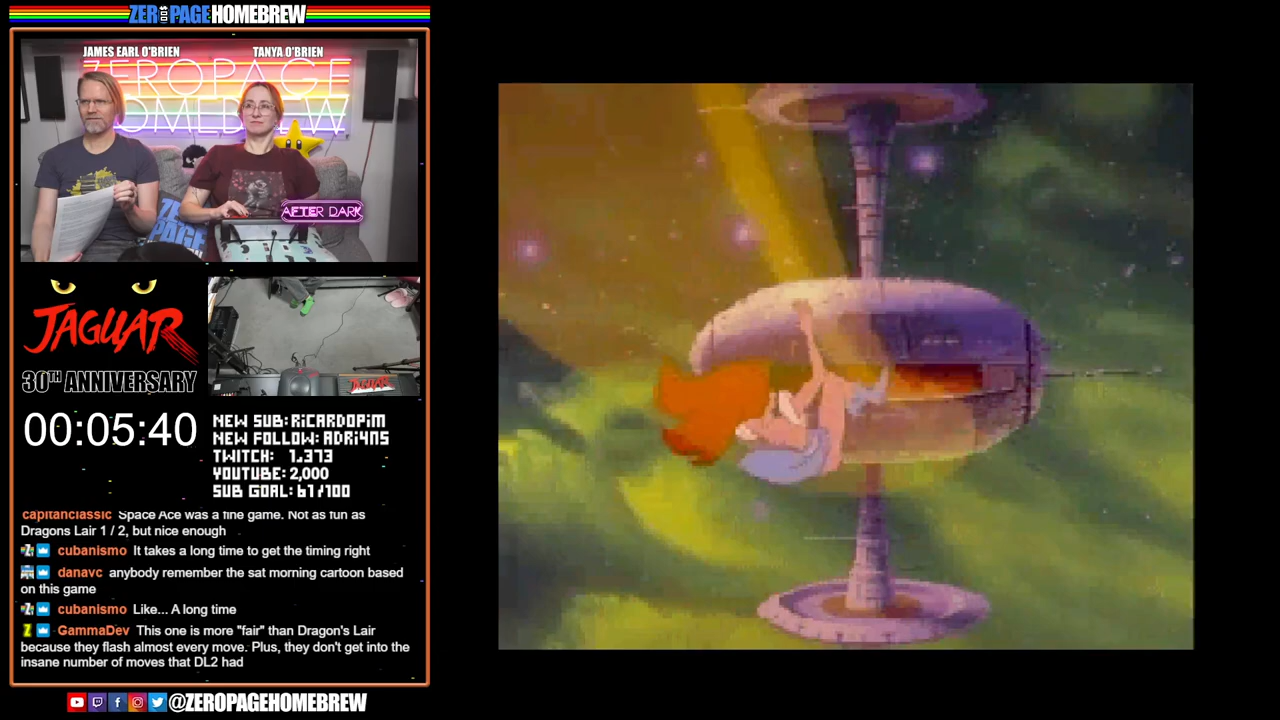 ZEROPAGE HOMEBREW
JAMES EARL O'BRIEN
TANYA O'BRIEN
ZEROPAGE
HOMEBREW
AFTER DARK
ZERO
PAGE
JAGUAR
30TH ANNIVERSARY
JAGUAR
00:05:40
NEW SUB: RICARDOPIM
NEW FOLLOW: ADRI4NS
TWITCH: 1,373
YOUTUBE: 2,000
SUB GOAL: 67/100
capitanclassic Space Ace was a fine game. Not as fun as
Dragons Lair 1 / 2, but nice enough
cubanismo It takes a long time to get the timing right
danavc anybody remember the sat morning cartoon based
on this game
cubanismo Like... A long time
GammaDev This one is more "fair" than Dragon's Lair
because they flash almost every move. Plus, they don't get into the
insane number of moves that DL2 had
@ZEROPAGEHOMEBREW